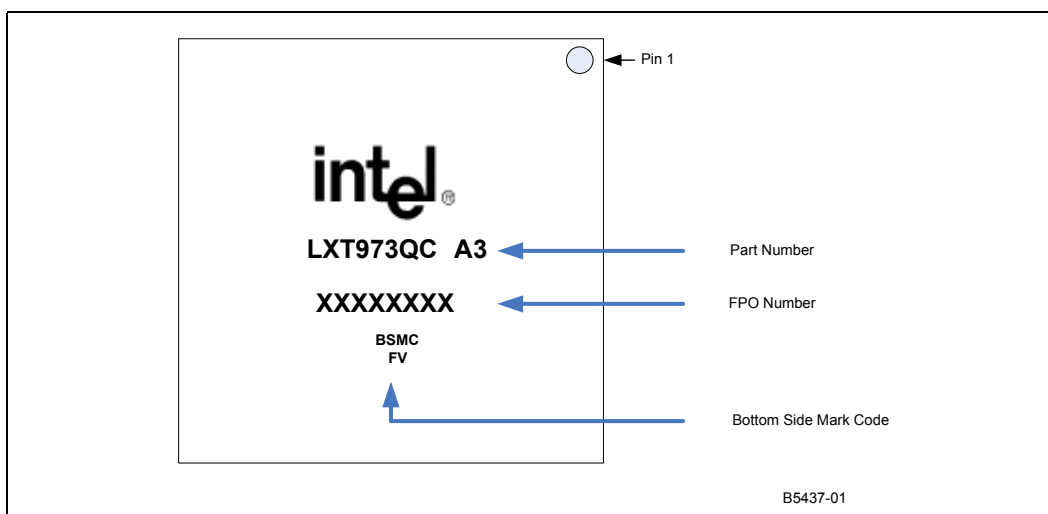 Pin 1
intel®
LXT973QC A3
Part Number
XXXXXXXX
FPO Number
BSMC
FV
Bottom Side Mark Code
B5437-01